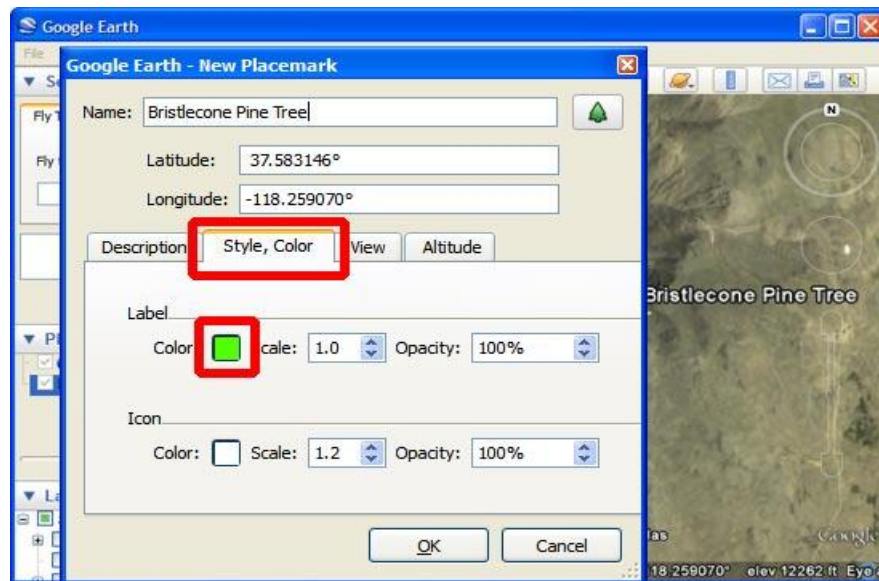 Google Earth
File
Google Earth - New Placemark
Name: Bristlecone Pine Tree
Latitude: 37.583146°
Longitude: -118.259070°
Description Style, Color View Altitude
Label
Color Scale: 1.0 Opacity: 100%
Icon
Color: Scale: 1.2 Opacity: 100%
OK Cancel
N
Bristlecone Pine Tree
Google
18.259070° elev 12262 ft Eye